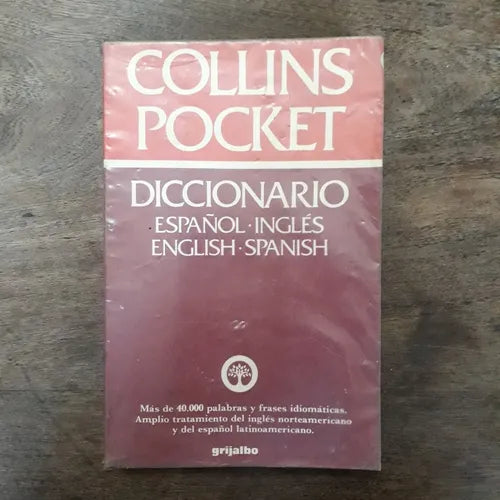 COLLINS
POCKET
DICCIONARIO
ESPAÑOL·INGLÉS
ENGLISH·SPANISH
Más de 40.000 palabras y frases idiomáticas.
Amplio tratamiento del inglés norteamericano
y del español latinoamericano.
grijalbo